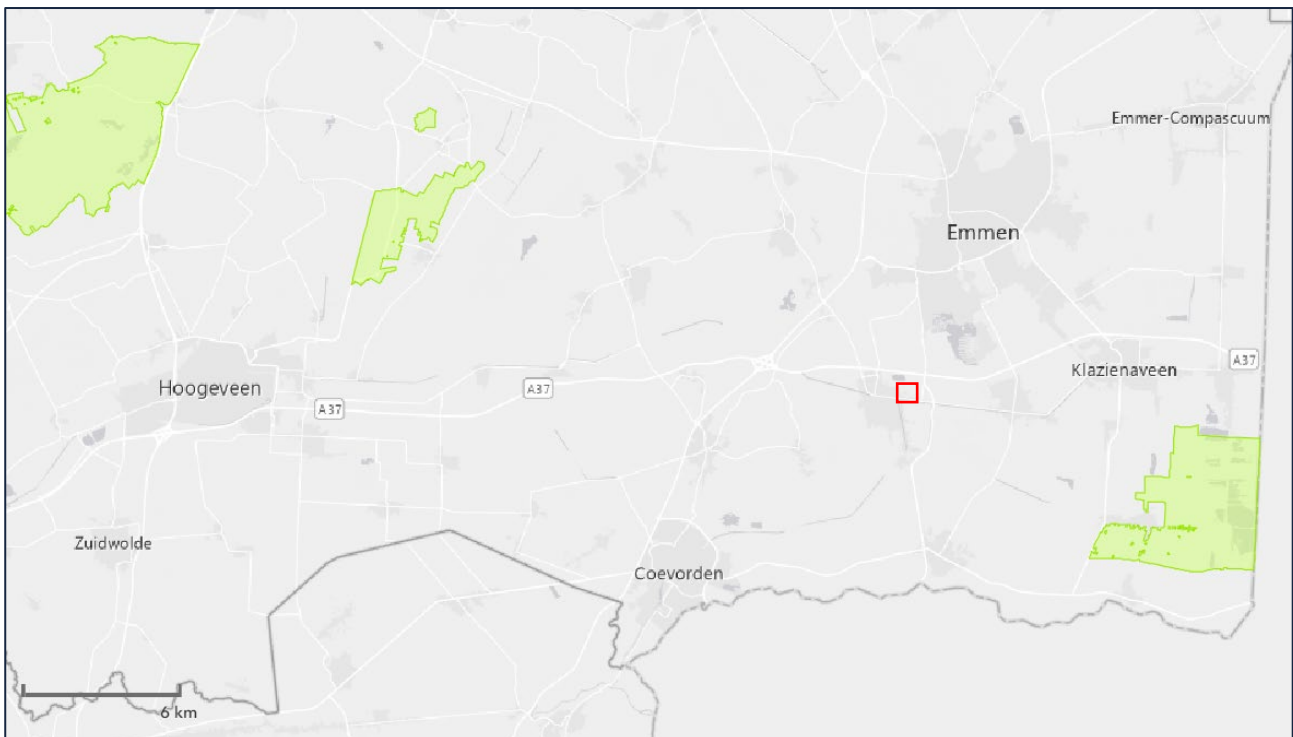 Emmer-Compascuum
Emmen
A37
Klazienaveen
Hoogeveen
A37
A37
Zuidwolde
Coevorden
6 km